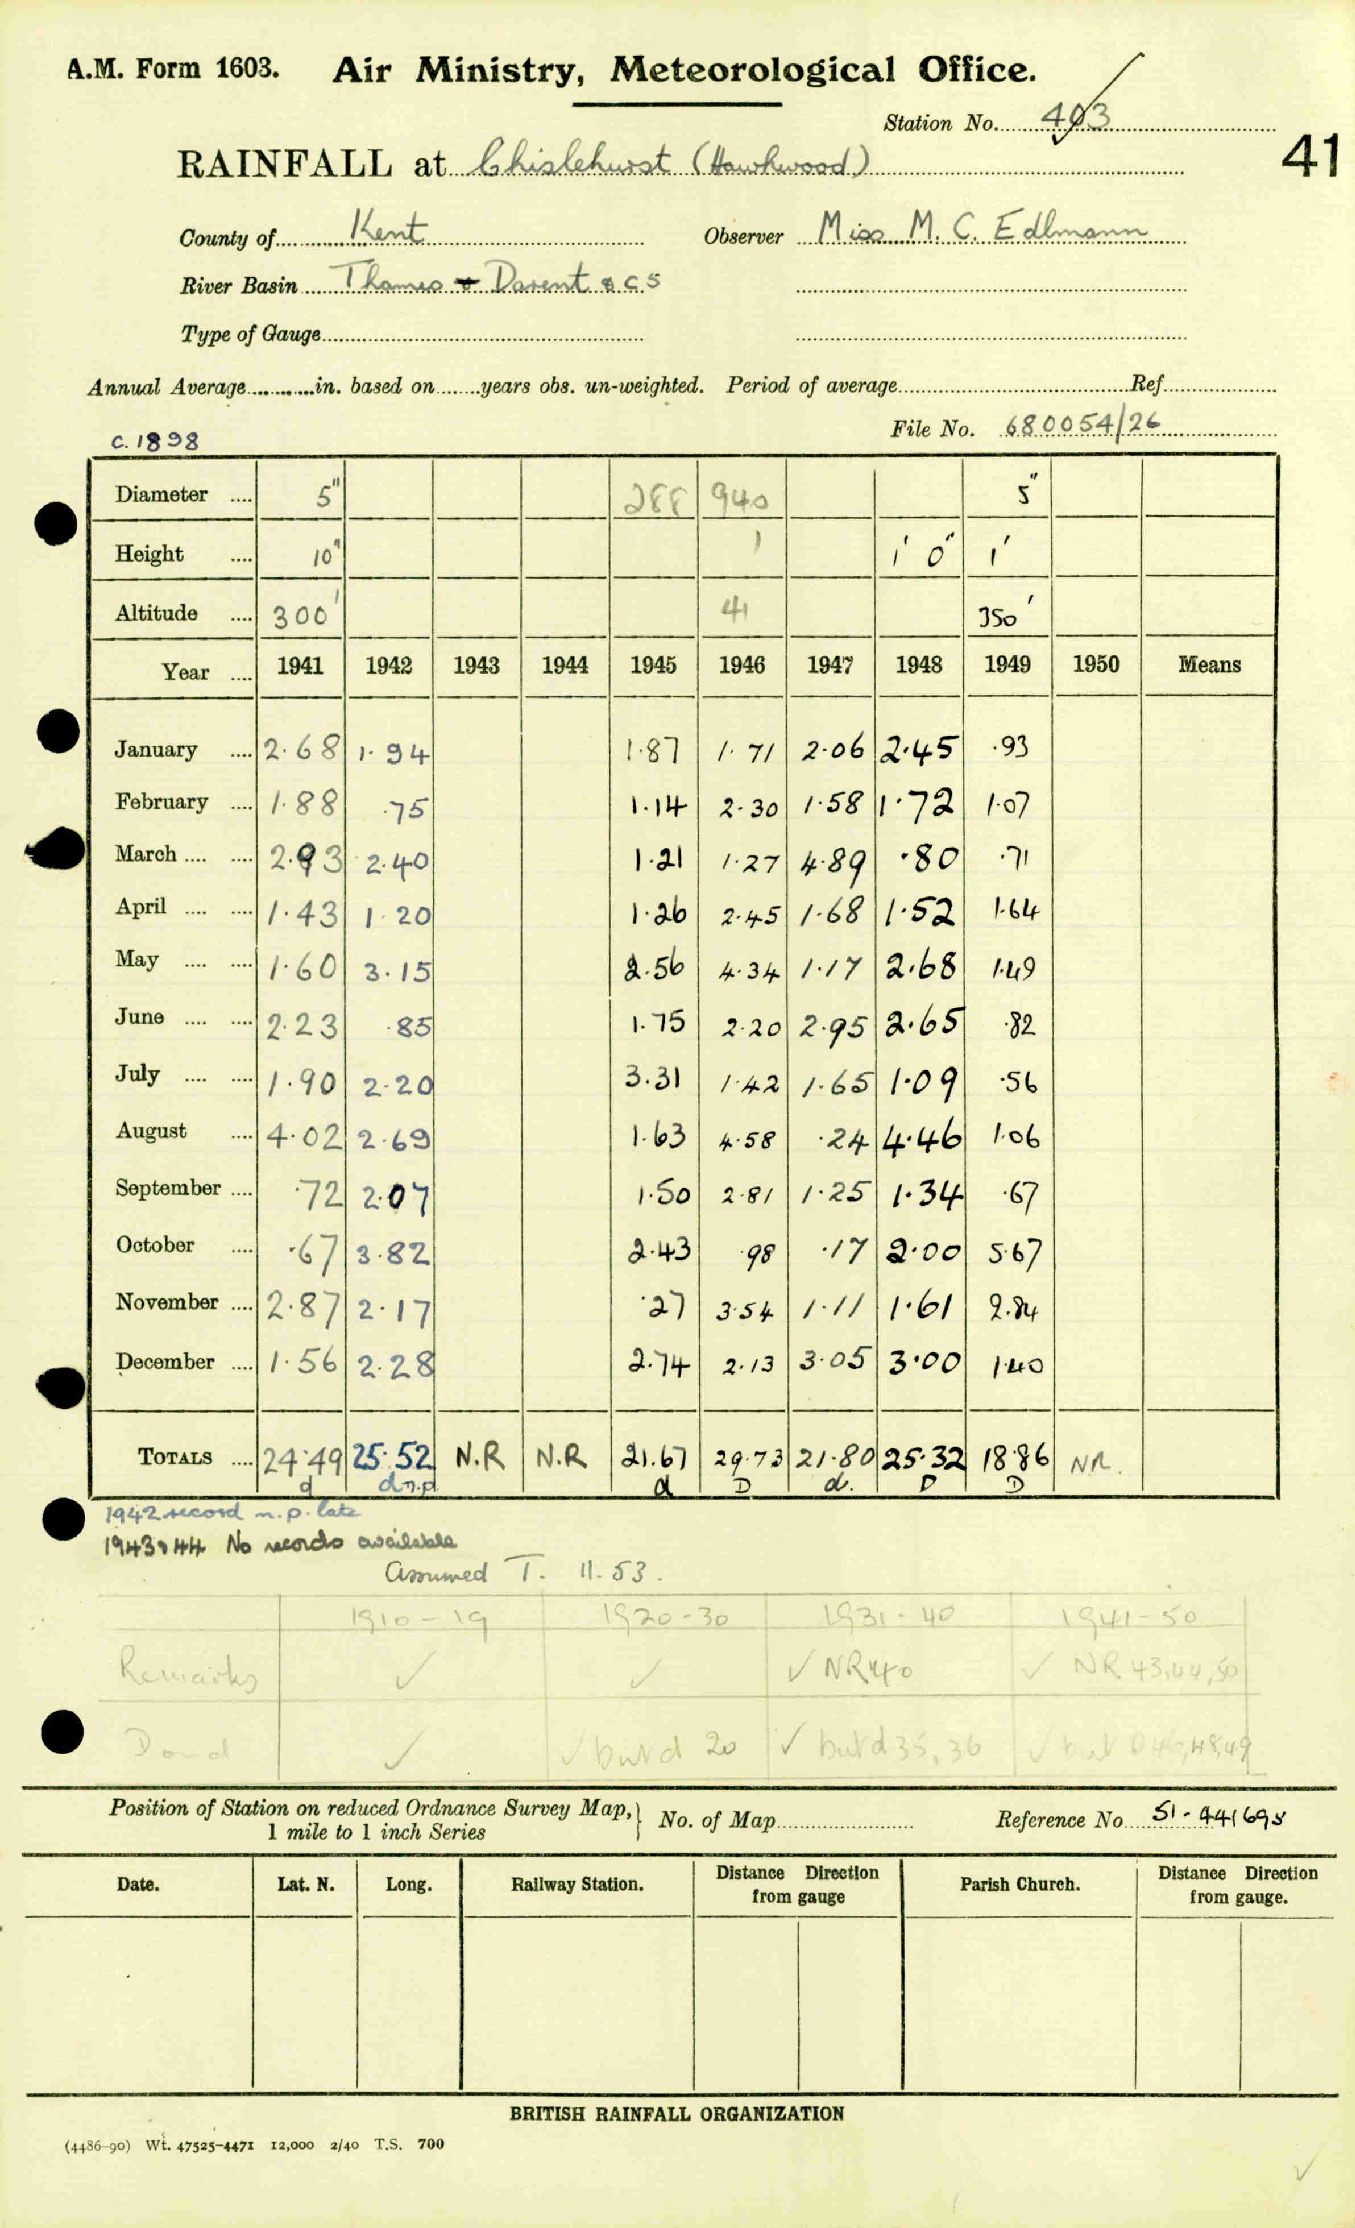 A.M. Form 1603. Air Ministry, Meteorological Office.
Station No. 403
41
RAINFALL at Chislehurst (Hawkwood)
County of Kent Observer Miss M. C. Edlmann
River Basin Thames & Darent & CS
Type of Gauge
Annual Average in. based on years obs. un-weighted. Period of average Ref
File No. 680054/26
c. 1898
Diameter 5" 288 940 5"
Height 10" 1' 1' 0" 1'
Altitude 300' 41 350'
Year 1941 1942 1943 1944 1945 1946 1947 1948 1949 1950 Means
January 2.68 1.94 1.87 1.71 2.06 2.45 .93
February 1.88 .75 1.14 2.30 1.58 1.72 1.07
March 2.93 2.40 1.21 1.27 4.89 .80 .71
April 1.43 1.20 1.26 2.45 1.68 1.52 1.64
May 1.60 3.15 2.56 4.34 1.17 2.68 1.49
June 2.23 .85 1.75 2.20 2.95 2.65 .82
July 1.90 2.20 3.31 1.42 1.65 1.09 .56
August 4.02 2.69 1.63 4.58 .24 4.46 1.06
September .72 2.07 1.50 2.81 1.25 1.34 .67
October .67 3.82 2.43 .98 .17 2.00 5.67
November 2.87 2.17 .27 3.54 1.11 1.61 2.84
December 1.56 2.28 2.74 2.13 3.05 3.00 1.40
TOTALS 24.49 25.52 N.R N.R 21.67 29.73 21.80 25.32 18.86 NR.
d d n.p d D d. D D
1942 record n.p. late
1943 & 44 No records available
Assumed T. 11.53.
1910-19 1920-30 1931-40 1941-50
Remarks ✓ ✓ ✓ NR 40 ✓ NR 43,44,50
D and d ✓ ✓ but d 20 ✓ but d 35, 36 ✓ but D 46,48,49
Position of Station on reduced Ordnance Survey Map, 1 mile to 1 inch Series No. of Map Reference No 51-441695
Date. Lat. N. Long. Railway Station. Distance Direction from gauge Parish Church. Distance Direction from gauge.
BRITISH RAINFALL ORGANIZATION
(4486-90) Wt. 47525-4471 12,000 2/40 T.S. 700